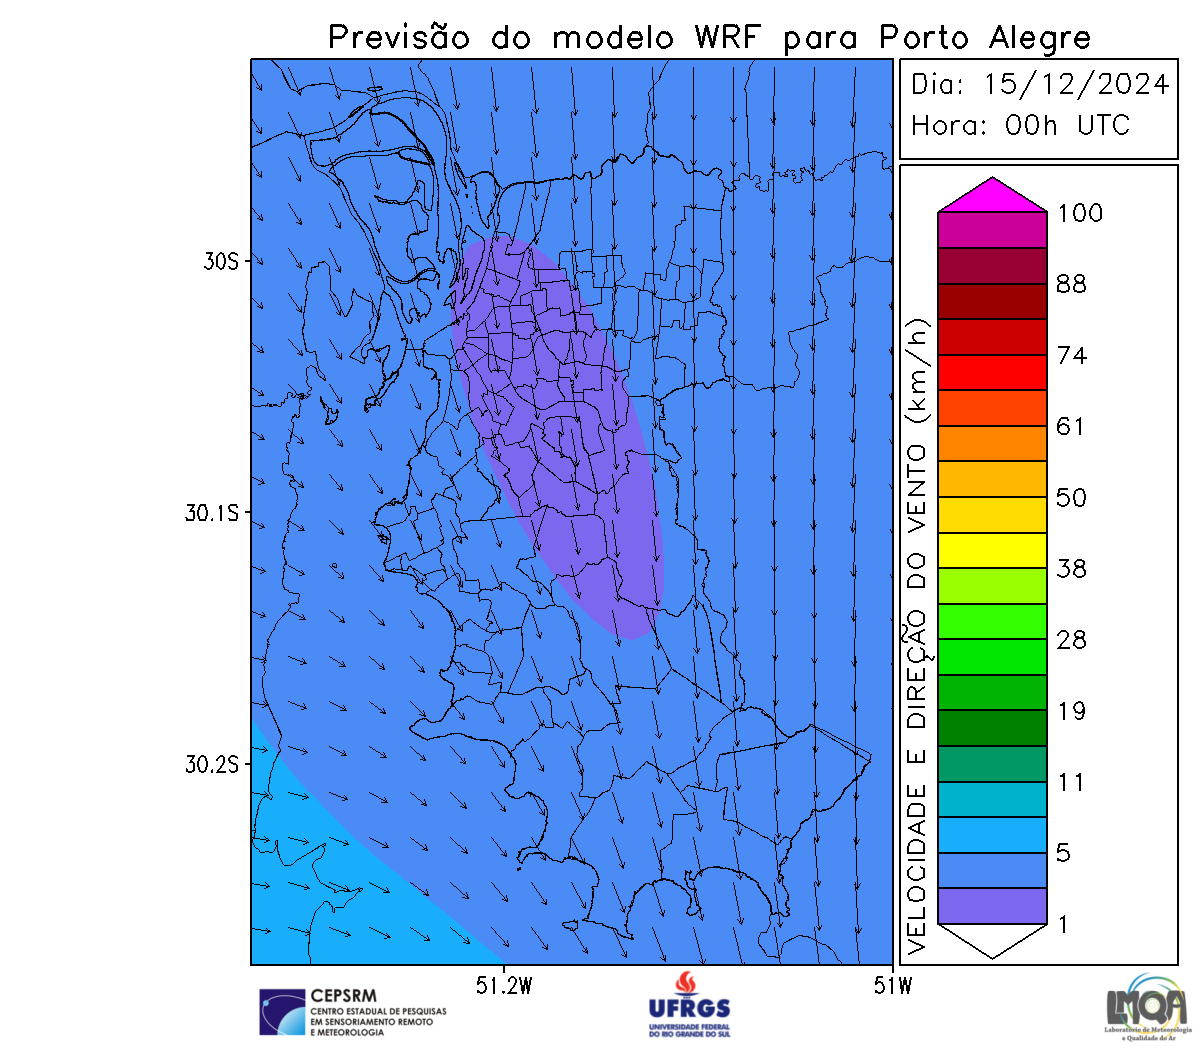 Previsão do modelo WRF para Porto Alegre
Dia: 15/12/2024
Hora: 00h UTC
30S
30.1S
30.2S
51.2W
51W
VELOCIDADE E DIREÇÃO DO VENTO (km/h)
100
88
74
61
50
38
28
19
11
5
1
CEPSRM
CENTRO ESTADUAL DE PESQUISAS
EM SENSORIAMENTO REMOTO
E METEOROLOGIA
UFRGS
UNIVERSIDADE FEDERAL
DO RIO GRANDE DO SUL
LMQA
Laboratório de Meteorologia
e Qualidade do Ar